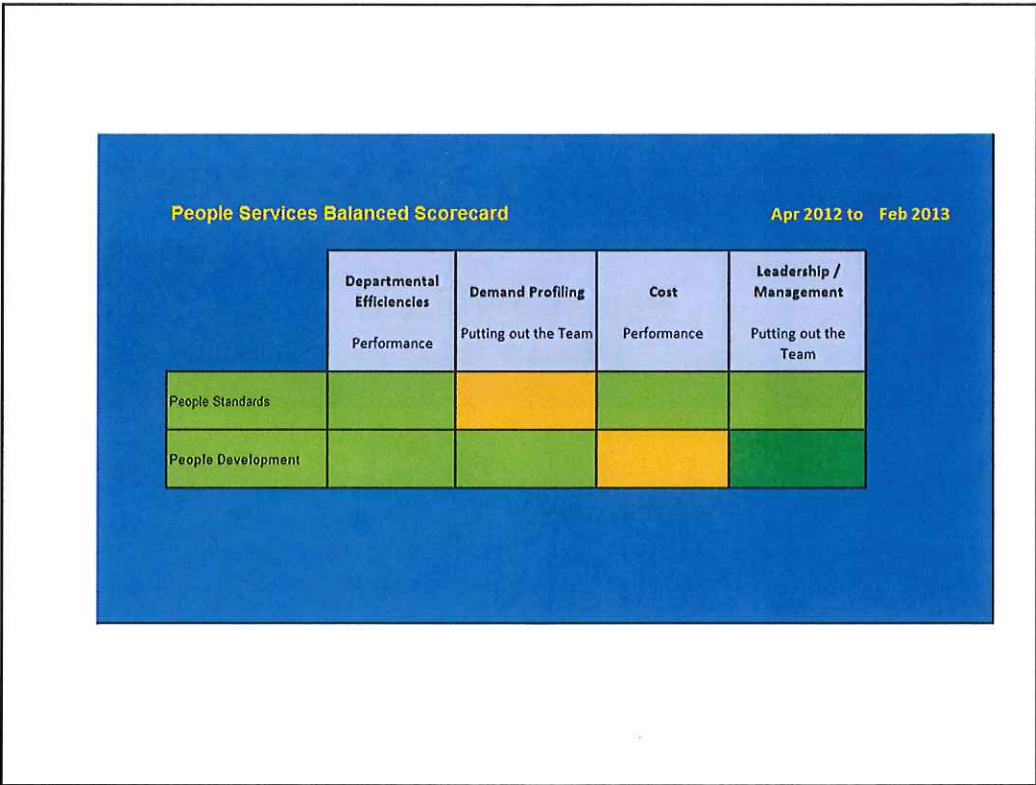 People Services Balanced Scorecard
Apr 2012 to Feb 2013
Departmental
Efficiencies
Performance
Demand Profiling
Putting out the Team
Cost
Performance
Leadership /
Management
Putting out the
Team
People Standards
People Development